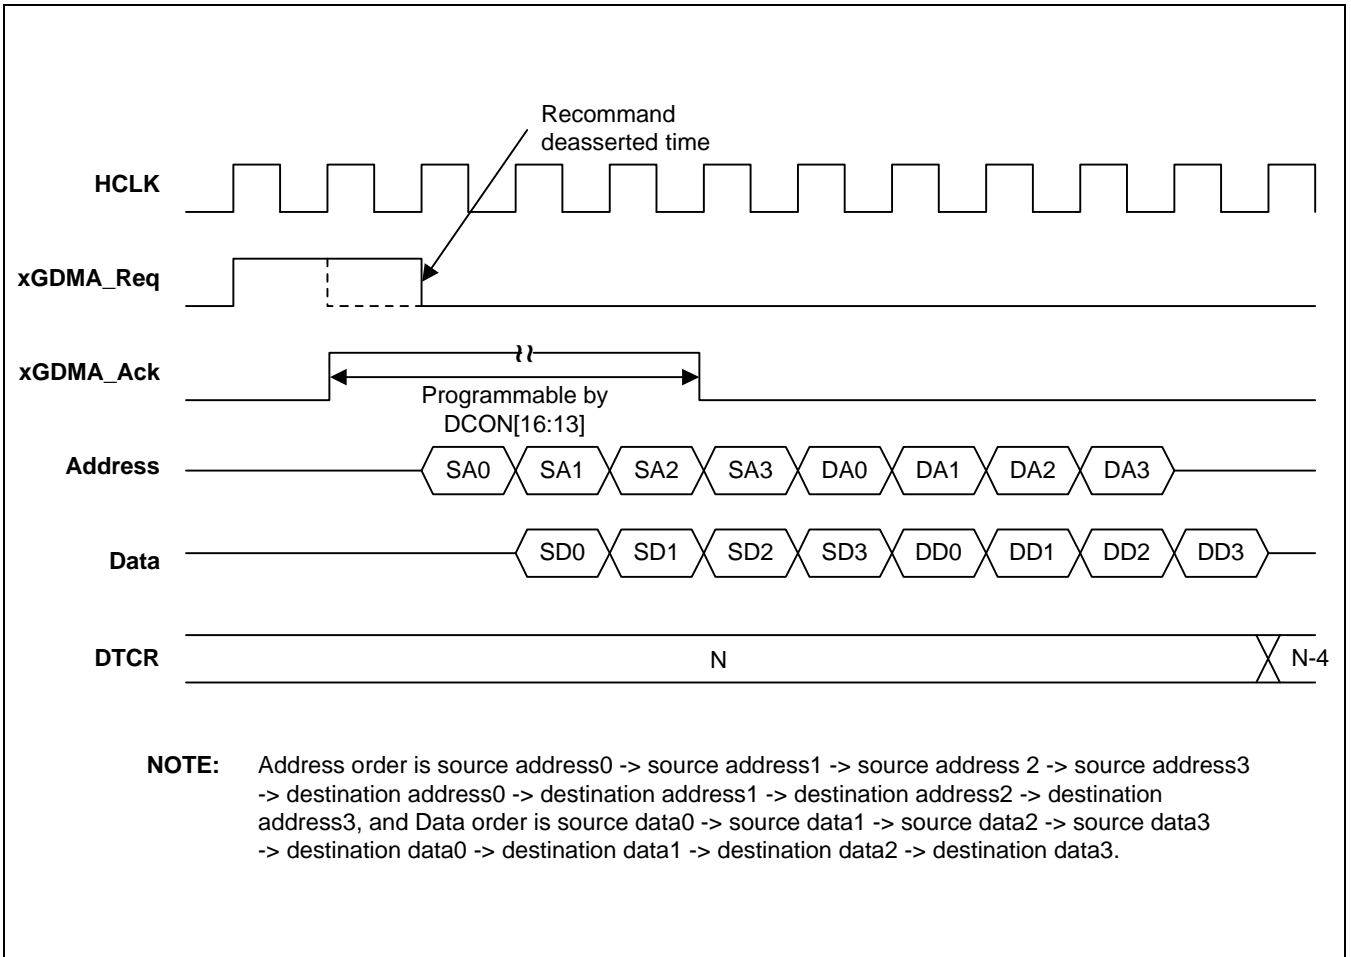 Recommand
deasserted time
HCLK
xGDMA_Req
xGDMA_Ack
Programmable by
DCON[16:13]
Address SA0 SA1 SA2 SA3 DA0 DA1 DA2 DA3
Data SD0 SD1 SD2 SD3 DD0 DD1 DD2 DD3
DTCR N N-4
NOTE: Address order is source address0 -> source address1 -> source address 2 -> source address3
-> destination address0 -> destination address1 -> destination address2 -> destination
address3, and Data order is source data0 -> source data1 -> source data2 -> source data3
-> destination data0 -> destination data1 -> destination data2 -> destination data3.